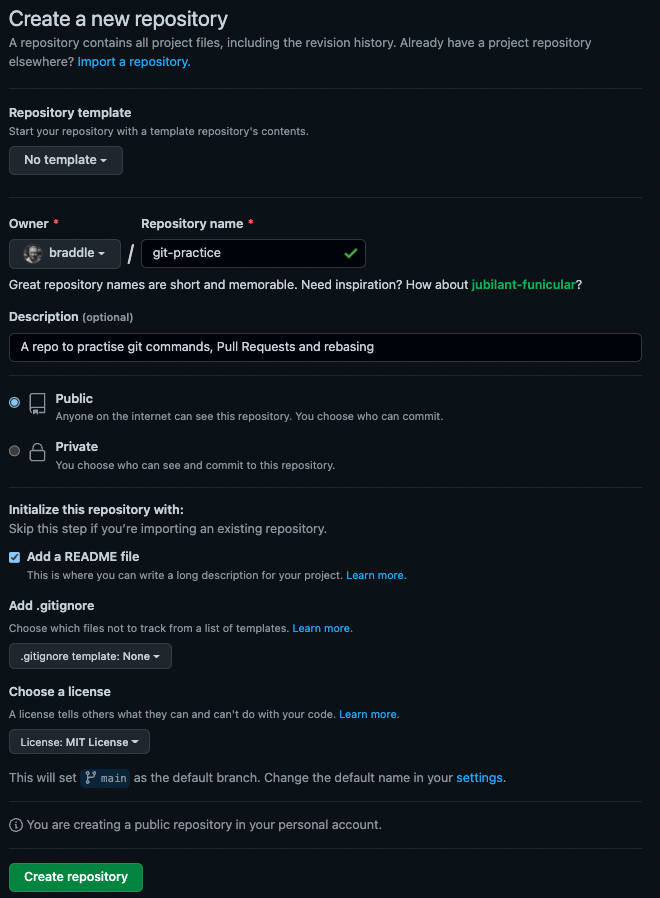 Create a new repository
A repository contains all project files, including the revision history. Already have a project repository
elsewhere? Import a repository.
Repository template
Start your repository with a template repository's contents.
No template
Owner * Repository name *
braddle / git-practice
Great repository names are short and memorable. Need inspiration? How about jubilant-funicular?
Description (optional)
A repo to practise git commands, Pull Requests and rebasing
Public
Anyone on the internet can see this repository. You choose who can commit.
Private
You choose who can see and commit to this repository.
Initialize this repository with:
Skip this step if you're importing an existing repository.
Add a README file
This is where you can write a long description for your project. Learn more.
Add .gitignore
Choose which files not to track from a list of templates. Learn more.
.gitignore template: None
Choose a license
A license tells others what they can and can't do with your code. Learn more.
License: MIT License
This will set main as the default branch. Change the default name in your settings.
You are creating a public repository in your personal account.
Create repository